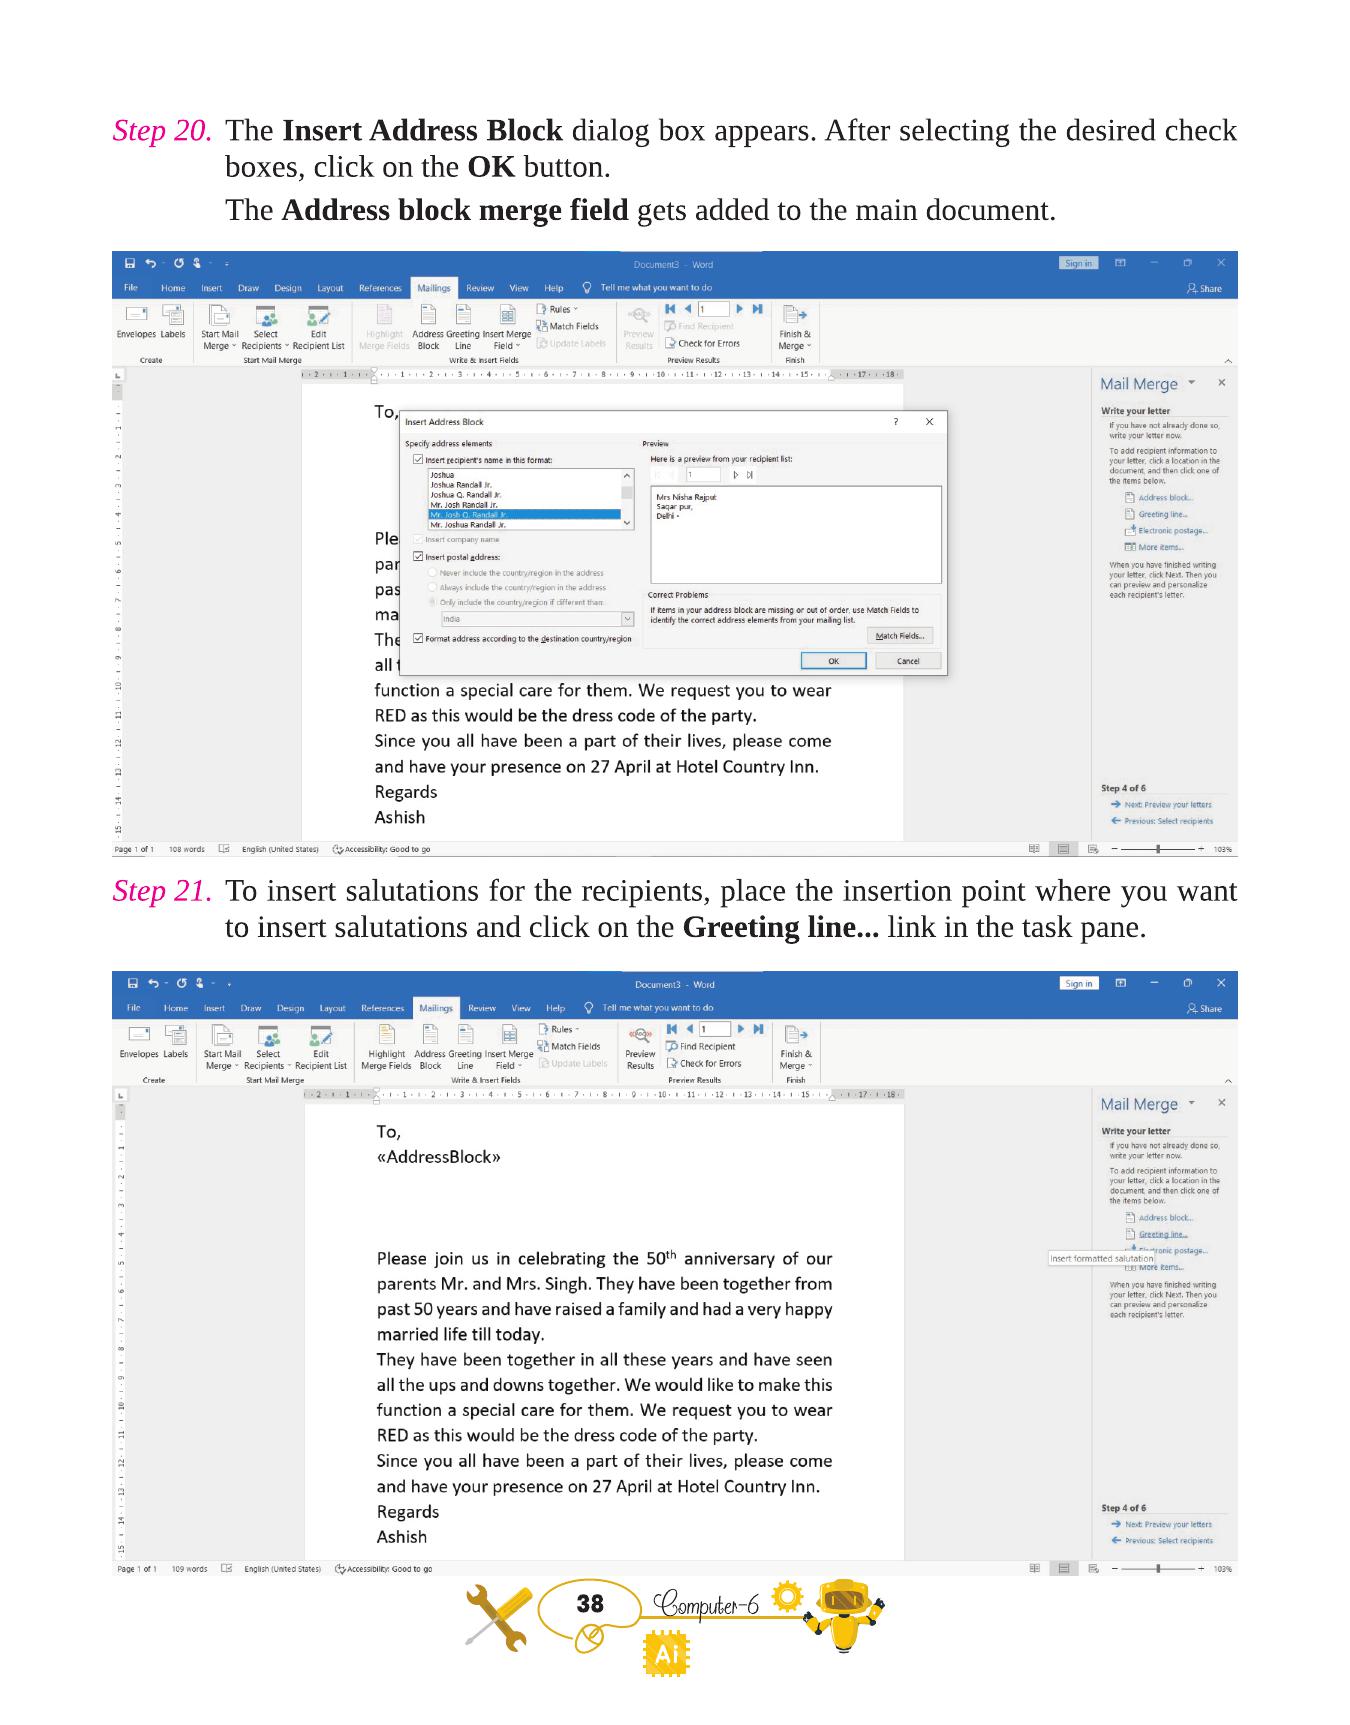 Step 20. The Insert Address Block dialog box appears. After selecting the desired check
boxes, click on the OK button.
The Address block merge field gets added to the main document.
Document3 - Word
Sign in
File Home Insert Draw Design Layout References Mailings Review View Help Tell me what you want to do
Share
Envelopes Labels
Create
Start Mail Merge
Select Recipients
Edit Recipient List
Start Mail Merge
Highlight Merge Fields
Address Block
Greeting Line
Insert Merge Field
Rules
Match Fields
Update Labels
Write & Insert Fields
Preview Results
1
Find Recipient
Check for Errors
Preview Results
Finish & Merge
Finish
To,
Insert Address Block
?
Specify address elements
Insert recipient's name in this format:
Joshua
Joshua Randall Jr.
Joshua Q. Randall Jr.
Mr. Josh Randall Jr.
Mr. Josh Q. Randall Jr.
Mr. Joshua Randall Jr.
Insert company name
Insert postal address:
Never include the country/region in the address
Always include the country/region in the address
Only include the country/region if different than:
India
Format address according to the destination country/region
Preview
Here is a preview from your recipient list:
1
Mrs Nisha Rajput
Sagar pur,
Delhi -
Correct Problems
If items in your address block are missing or out of order, use Match Fields to
identify the correct address elements from your mailing list.
Match Fields...
OK Cancel
Ple
par
pas
ma
The
all t
function a special care for them. We request you to wear
RED as this would be the dress code of the party.
Since you all have been a part of their lives, please come
and have your presence on 27 April at Hotel Country Inn.
Regards
Ashish
Mail Merge
Write your letter
If you have not already done so,
write your letter now.
To add recipient information to
your letter, click a location in the
document, and then click one of
the items below.
Address block...
Greeting line...
Electronic postage...
More items...
When you have finished writing
your letter, click Next. Then you
can preview and personalize
each recipient's letter.
Step 4 of 6
Next: Preview your letters
Previous: Select recipients
Page 1 of 1 108 words English (United States) Accessibility: Good to go
103%
Step 21. To insert salutations for the recipients, place the insertion point where you want
to insert salutations and click on the Greeting line... link in the task pane.
Document3 - Word
Sign in
File Home Insert Draw Design Layout References Mailings Review View Help Tell me what you want to do
Share
Envelopes Labels
Create
Start Mail Merge
Select Recipients
Edit Recipient List
Start Mail Merge
Highlight Merge Fields
Address Block
Greeting Line
Insert Merge Field
Rules
Match Fields
Update Labels
Write & Insert Fields
Preview Results
1
Find Recipient
Check for Errors
Preview Results
Finish & Merge
Finish
To,
«AddressBlock»
Please join us in celebrating the 50th anniversary of our
parents Mr. and Mrs. Singh. They have been together from
past 50 years and have raised a family and had a very happy
married life till today.
They have been together in all these years and have seen
all the ups and downs together. We would like to make this
function a special care for them. We request you to wear
RED as this would be the dress code of the party.
Since you all have been a part of their lives, please come
and have your presence on 27 April at Hotel Country Inn.
Regards
Ashish
Mail Merge
Write your letter
If you have not already done so,
write your letter now.
To add recipient information to
your letter, click a location in the
document, and then click one of
the items below.
Address block...
Greeting line...
Insert formatted salutation
ctronic postage...
More items...
When you have finished writing
your letter, click Next. Then you
can preview and personalize
each recipient's letter.
Step 4 of 6
Next: Preview your letters
Previous: Select recipients
Page 1 of 1 109 words English (United States) Accessibility: Good to go
103%
38 Computer-6
Ai